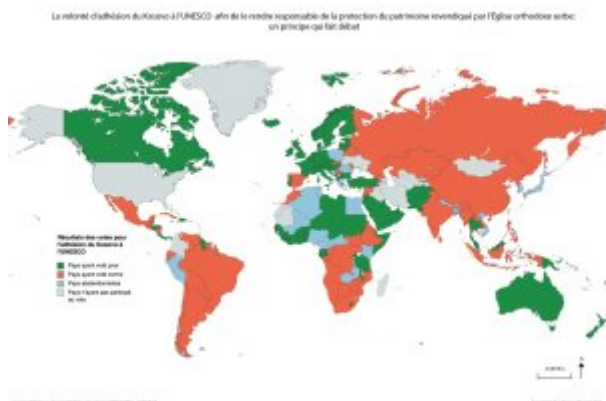 La volonté d'adhésion du Kosovo à l'UNESCO afin de le rendre responsable de la protection du patrimoine revendiqué par l'Église orthodoxe serbe:
un principe qui fait débat
Résultats des votes pour
l'adhésion du Kosovo à
l'UNESCO
Pays ayant voté pour
Pays ayant voté contre
Pays abstentionnistes
Pays n'ayant pas participé
au vote
N